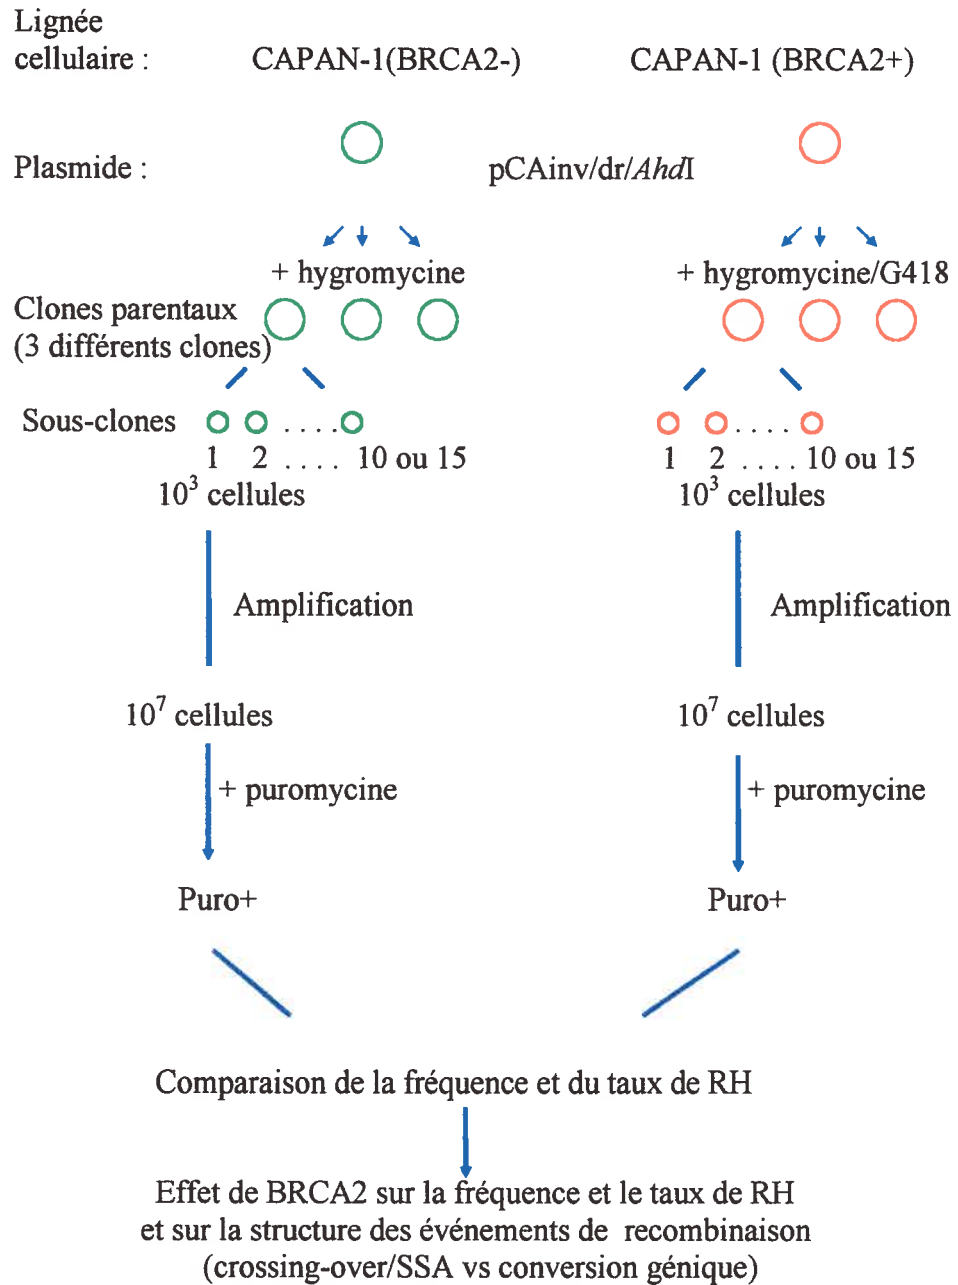 Lignée
cellulaire :
CAPAN-1(BRCA2-)
CAPAN-1 (BRCA2+)
Plasmide :
pCAinv/dr/AhdI
+ hygromycine
+ hygromycine/G418
Clones parentaux
(3 différents clones)
Sous-clones
. . . .
. . . .
1 2 . . . . 10 ou 15
1 2 . . . . 10 ou 15
10³ cellules
10³ cellules
Amplification
Amplification
10⁷ cellules
10⁷ cellules
+ puromycine
+ puromycine
Puro+
Puro+
Comparaison de la fréquence et du taux de RH
Effet de BRCA2 sur la fréquence et le taux de RH
et sur la structure des événements de recombinaison
(crossing-over/SSA vs conversion génique)